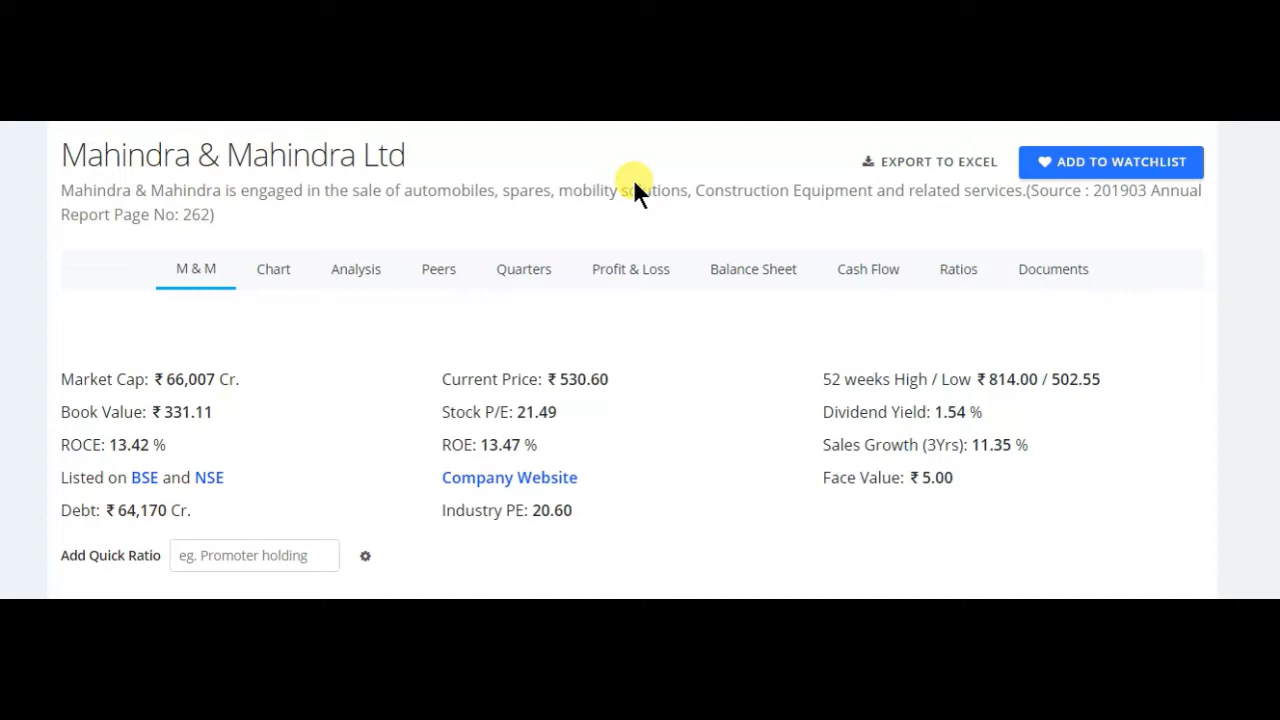 Mahindra & Mahindra Ltd
EXPORT TO EXCEL
ADD TO WATCHLIST
Mahindra & Mahindra is engaged in the sale of automobiles, spares, mobility solutions, Construction Equipment and related services.(Source : 201903 Annual
Report Page No: 262)
M & M Chart Analysis Peers Quarters Profit & Loss Balance Sheet Cash Flow Ratios Documents
Market Cap: ₹ 66,007 Cr. Current Price: ₹ 530.60 52 weeks High / Low ₹ 814.00 / 502.55
Book Value: ₹ 331.11 Stock P/E: 21.49 Dividend Yield: 1.54 %
ROCE: 13.42 % ROE: 13.47 % Sales Growth (3Yrs): 11.35 %
Listed on BSE and NSE Company Website Face Value: ₹ 5.00
Debt: ₹ 64,170 Cr. Industry PE: 20.60
Add Quick Ratio eg. Promoter holding